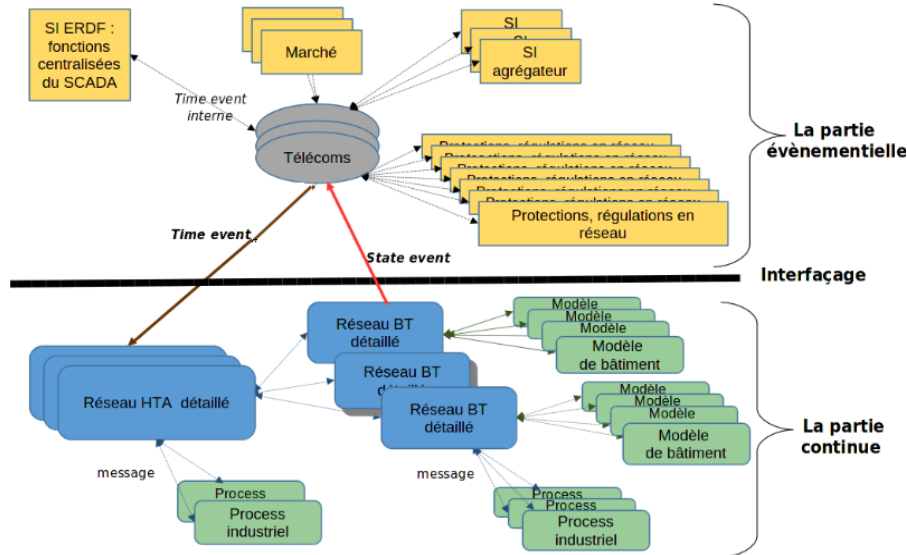 SI ERDF :
fonctions
centralisées
du SCADA
Marché
SI
SI
SI
agrégateur
Time event
interne
Télécoms
Protections, régulations en réseau
Protections, régulations en réseau
Protections, régulations en réseau
Protections, régulations en réseau
Protections, régulations en réseau
Protections, régulations en
réseau
La partie
évènementielle
Time event
State event
Interfaçage
Réseau BT
détaillé
Réseau BT
détaillé
Réseau BT
détaillé
Réseau HTA détaillé
Modèle
Modèle
Modèle
Modèle
de bâtiment
Modèle
Modèle
Modèle
Modèle
de bâtiment
La partie
continue
message
message
Process
Process
industriel
Process
Process
Process
industriel